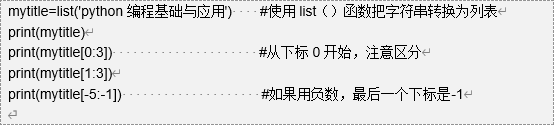 mytitle=list('python 编程基础与应用') #使用 list（）函数把字符串转换为列表
print(mytitle)
print(mytitle[0:3]) #从下标 0 开始，注意区分
print(mytitle[1:3])
print(mytitle[-5:-1]) #如果用负数，最后一个下标是-1